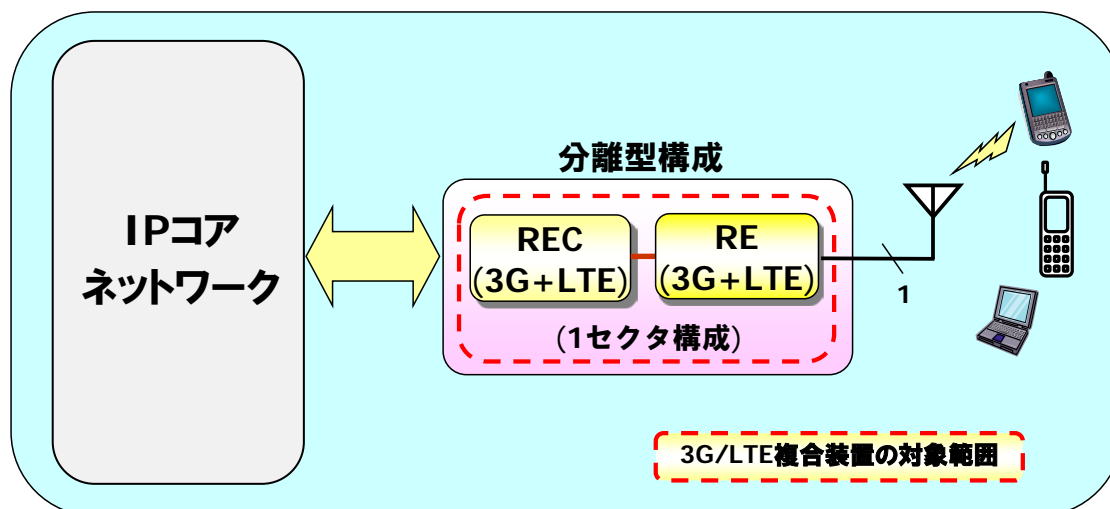 IPコア
ネットワーク
分離型構成
REC
(3G+LTE)
RE
(3G+LTE)
(1セクタ構成)
1
3G/LTE複合装置の対象範囲